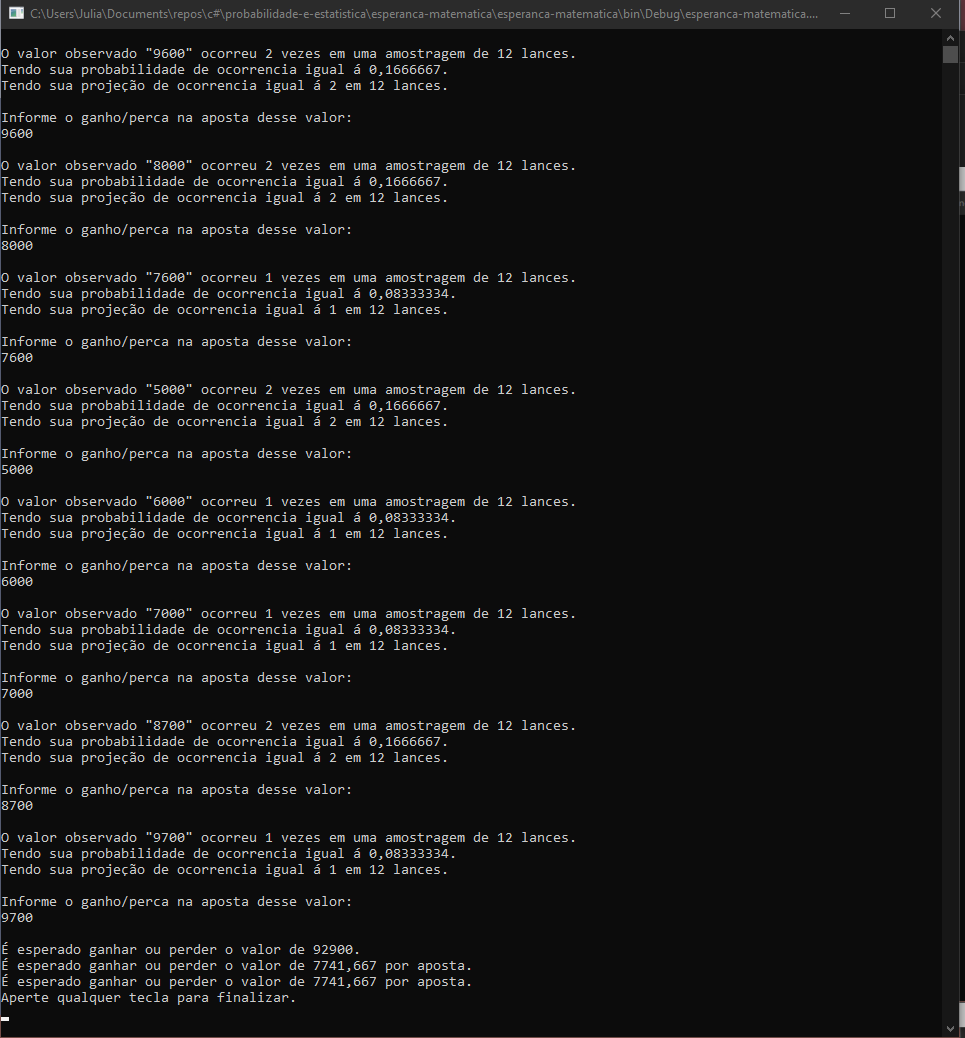 C:\Users\Julia\Documents\repos\c#\probabilidade-e-estatistica\esperanca-matematica\esperanca-matematica\bin\Debug\esperanca-matematica....
O valor observado "9600" ocorreu 2 vezes em uma amostragem de 12 lances.
Tendo sua probabilidade de ocorrencia igual á 0,1666667.
Tendo sua projeção de ocorrencia igual á 2 em 12 lances.
Informe o ganho/perca na aposta desse valor:
9600
O valor observado "8000" ocorreu 2 vezes em uma amostragem de 12 lances.
Tendo sua probabilidade de ocorrencia igual á 0,1666667.
Tendo sua projeção de ocorrencia igual á 2 em 12 lances.
Informe o ganho/perca na aposta desse valor:
8000
O valor observado "7600" ocorreu 1 vezes em uma amostragem de 12 lances.
Tendo sua probabilidade de ocorrencia igual á 0,08333334.
Tendo sua projeção de ocorrencia igual á 1 em 12 lances.
Informe o ganho/perca na aposta desse valor:
7600
O valor observado "5000" ocorreu 2 vezes em uma amostragem de 12 lances.
Tendo sua probabilidade de ocorrencia igual á 0,1666667.
Tendo sua projeção de ocorrencia igual á 2 em 12 lances.
Informe o ganho/perca na aposta desse valor:
5000
O valor observado "6000" ocorreu 1 vezes em uma amostragem de 12 lances.
Tendo sua probabilidade de ocorrencia igual á 0,08333334.
Tendo sua projeção de ocorrencia igual á 1 em 12 lances.
Informe o ganho/perca na aposta desse valor:
6000
O valor observado "7000" ocorreu 1 vezes em uma amostragem de 12 lances.
Tendo sua probabilidade de ocorrencia igual á 0,08333334.
Tendo sua projeção de ocorrencia igual á 1 em 12 lances.
Informe o ganho/perca na aposta desse valor:
7000
O valor observado "8700" ocorreu 2 vezes em uma amostragem de 12 lances.
Tendo sua probabilidade de ocorrencia igual á 0,1666667.
Tendo sua projeção de ocorrencia igual á 2 em 12 lances.
Informe o ganho/perca na aposta desse valor:
8700
O valor observado "9700" ocorreu 1 vezes em uma amostragem de 12 lances.
Tendo sua probabilidade de ocorrencia igual á 0,08333334.
Tendo sua projeção de ocorrencia igual á 1 em 12 lances.
Informe o ganho/perca na aposta desse valor:
9700
É esperado ganhar ou perder o valor de 92900.
É esperado ganhar ou perder o valor de 7741,667 por aposta.
É esperado ganhar ou perder o valor de 7741,667 por aposta.
Aperte qualquer tecla para finalizar.